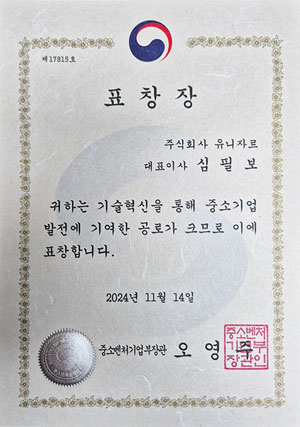 제17815호
표창장
주식회사 유니자르
대표이사 심필보
귀하는 기술혁신을 통해 중소기업
발전에 기여한 공로가 크므로 이에
표창합니다.
2024년 11월 14일
중소벤처기업부장관 오영주
중소벤처
기업부
장관인